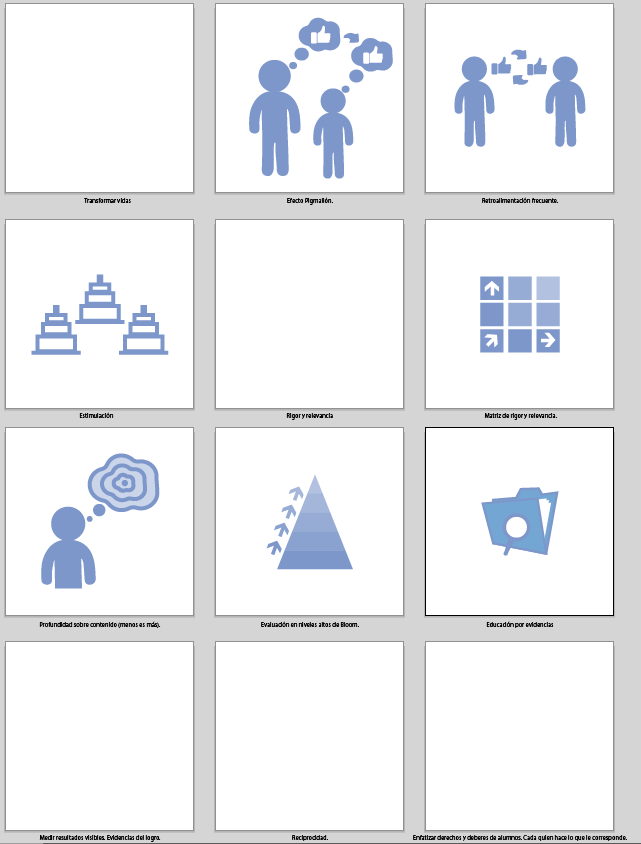 Transformar vidas
Efecto Pigmalión.
Retroalimentación frecuente.
Estimulación
Rigor y relevancia
Matriz de rigor y relevancia.
Profundidad sobre contenido (menos es más).
Evaluación en niveles altos de Bloom.
Educación por evidencias
Medir resultados visibles. Evidencias del logro.
Reciprocidad.
Enfatizar derechos y deberes de alumnos. Cada quien hace lo que le corresponde.